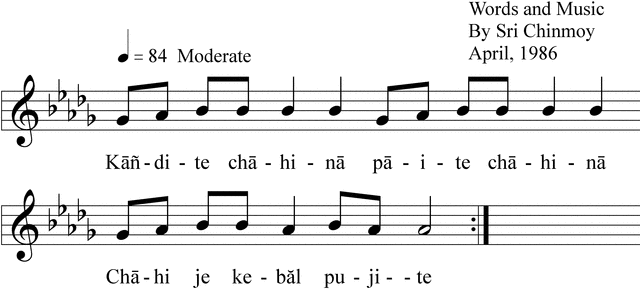 Words and Music
By Sri Chinmoy
April, 1986
= 84 Moderate
Kāñ - di - te chā - hi - nā pā - i - te chā - hi - nā
Chā - hi je ke - băl pu - ji - - te